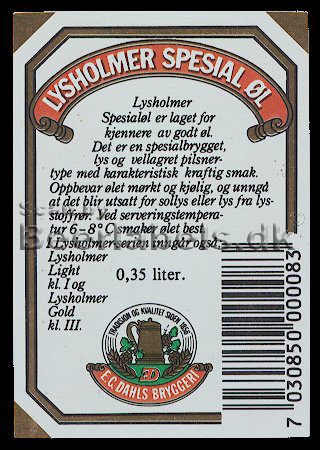 LYSHOLMER SPESIAL ØL
Lysholmer
Spesialøl er laget for
kjennere av godt øl.
Det er en spesialbrygget,
lys og vellagret pilsner-
type med karakteristisk kraftig smak.
Oppbevar ølet mørkt og kjølig, og unngå
at det blir utsatt for sollys eller lys fra lys-
stoffrør. Ved serveringstempera-
tur 6-8°C smaker ølet best.
I Lysholmer-serien inngår også:
Lysholmer
Light
kl. I og
Lysholmer
Gold
kl. III.
0,35 liter.
TRADISJON OG KVALITET SIDEN 1856
E.C. DAHLS BRYGGERI
7 030850 000083